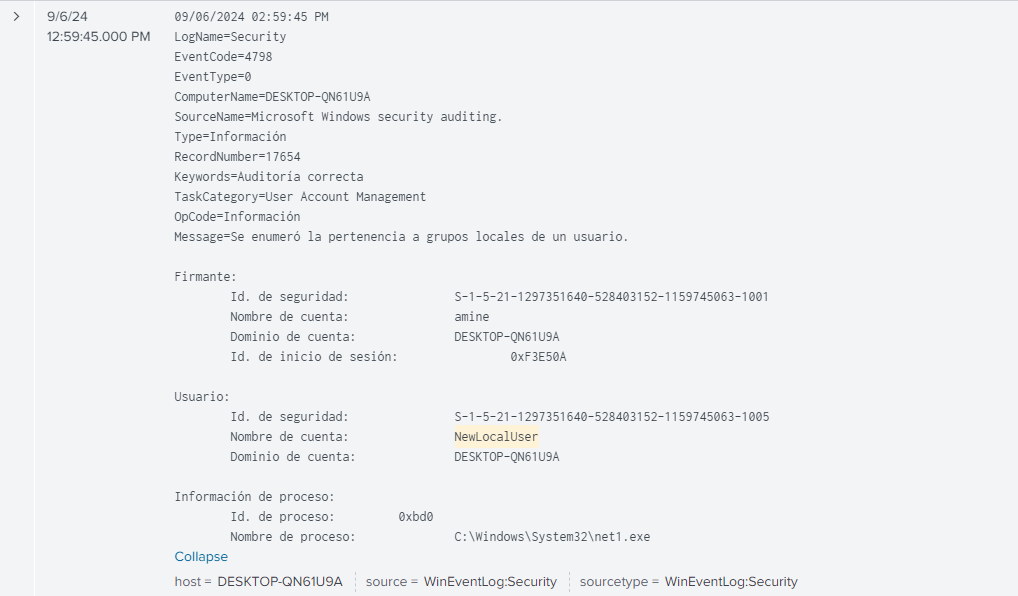 9/6/24
12:59:45.000 PM
09/06/2024 02:59:45 PM
LogName=Security
EventCode=4798
EventType=0
ComputerName=DESKTOP-QN61U9A
SourceName=Microsoft Windows security auditing.
Type=Información
RecordNumber=17654
Keywords=Auditoría correcta
TaskCategory=User Account Management
OpCode=Información
Message=Se enumeró la pertenencia a grupos locales de un usuario.
Firmante:
Id. de seguridad: S-1-5-21-1297351640-528403152-1159745063-1001
Nombre de cuenta: amine
Dominio de cuenta: DESKTOP-QN61U9A
Id. de inicio de sesión: 0xF3E50A
Usuario:
Id. de seguridad: S-1-5-21-1297351640-528403152-1159745063-1005
Nombre de cuenta: NewLocalUser
Dominio de cuenta: DESKTOP-QN61U9A
Información de proceso:
Id. de proceso: 0xbd0
Nombre de proceso: C:\Windows\System32\net1.exe
Collapse
host = DESKTOP-QN61U9A source = WinEventLog:Security sourcetype = WinEventLog:Security